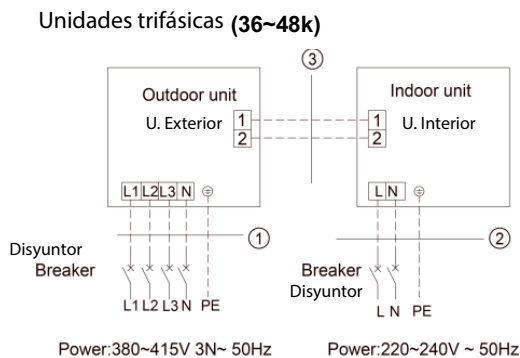 Unidades trifásicas (36~48k)
3
Outdoor unit
U. Exterior
1
2
Indoor unit
1
2
U. Interior
L1 L2 L3 N
L N
1
2
Disyuntor
Breaker
Breaker
Disyuntor
L1 L2 L3 N PE
L N PE
Power:380~415V 3N~ 50Hz
Power:220~240V ~ 50Hz